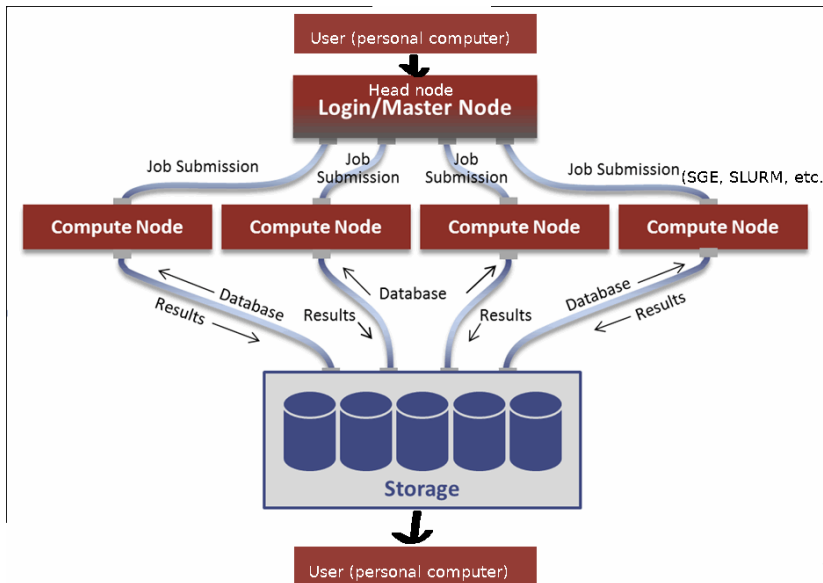 User (personal computer)
Head node
Login/Master Node
Job Submission
Job
Submission
Job
Submission
Job Submission
(SGE, SLURM, etc.
Compute Node
Compute Node
Compute Node
Compute Node
Database
Results
Database
Results
Results
Database
Results
Storage
User (personal computer)